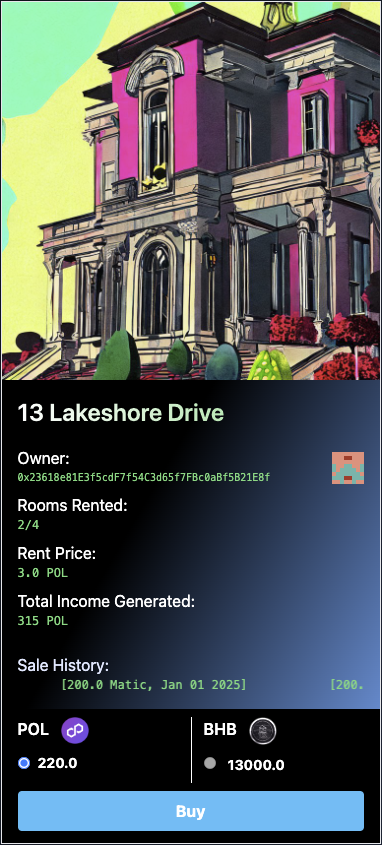 13 Lakeshore Drive
Owner:
0x23618e81E3f5cdF7f54C3d65f7FBc0aBf5B21E8f
Rooms Rented:
2/4
Rent Price:
3.0 POL
Total Income Generated:
315 POL
Sale History:
[200.0 Matic, Jan 01 2025] [200.
POL BHB
220.0 13000.0
Buy